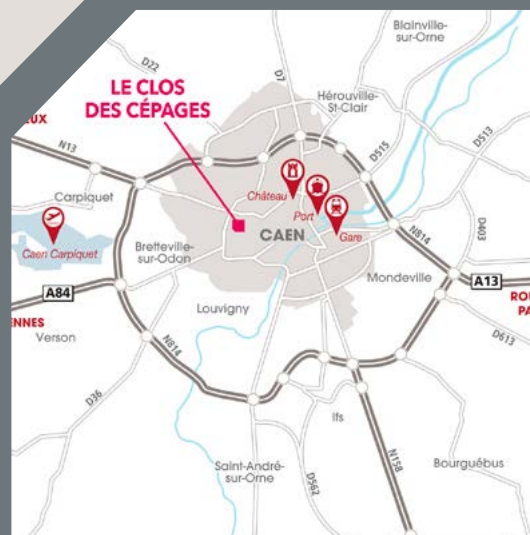 Blainville-
sur-Orne
D22
D7
LE CLOS
DES CÉPAGES
Hérouville-
St-Clair
EUX
N13
D515
D513
Carpiquet
Château
Port
Gare
CAEN
Caen Carpiquet
Bretteville-
sur-Odon
N814
D403
Mondeville
A84
A13
Louvigny
ENNES
Verson
ROU
PA
N814
D613
D36
Ifs
N158
Saint-André-
sur-Orne
D562
Bourguébus